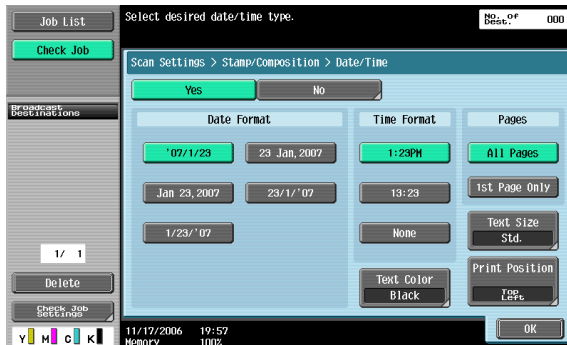 Job List
Check Job
Broadcast
Destinations
1/ 1
Delete
Check Job
Settings
Y M C K
Select desired date/time type.
No. of
Dest.
000
Scan Settings > Stamp/Composition > Date/Time
Yes
No
Date Format
Time Format
Pages
'07/1/23
23 Jan,2007
1:23PM
All Pages
Jan 23,2007
23/1/'07
13:23
1st Page Only
1/23/'07
None
Text Size
Std.
Text Color
Black
Print Position
Top
Left
OK
11/17/2006 19:57
Memory 100%